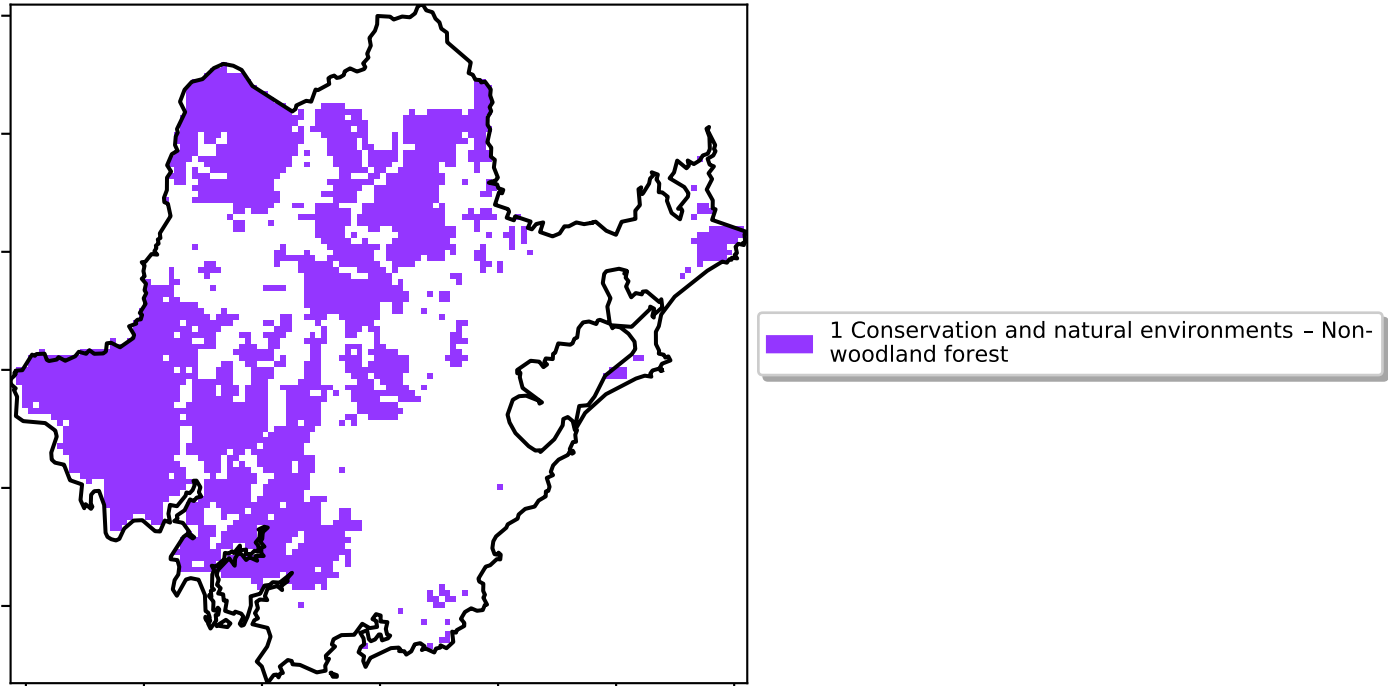 1 Conservation and natural environments – Non-
woodland forest